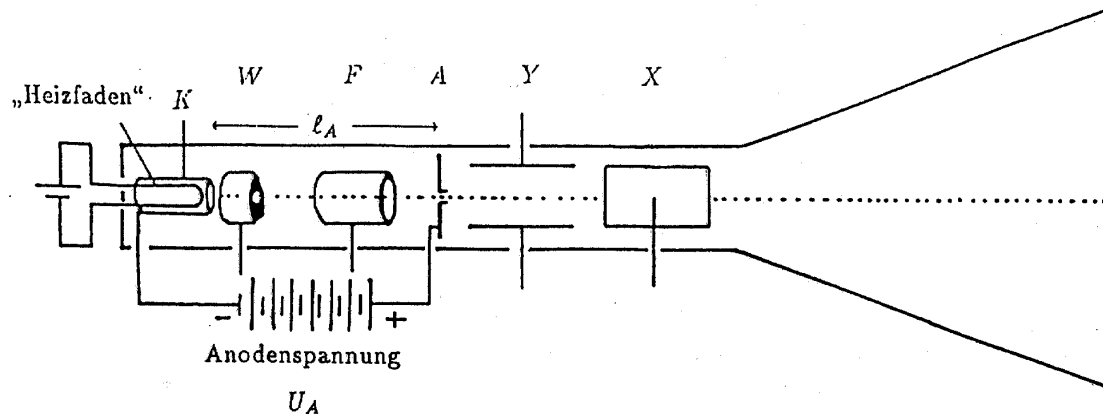 W F A Y X
„Heizfaden“ K
ℓ_A
− +
Anodenspannung
U_A